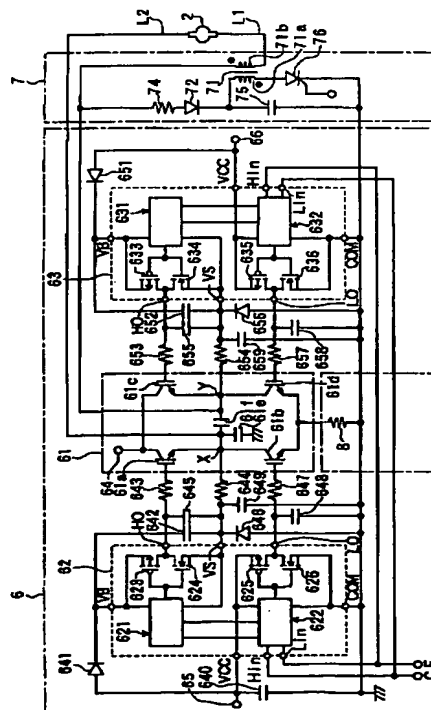 6
7
L2
2
L1
62
61
63
641
VB
642
645
64
61a
61c
655
652
VB
651
621
623
624
HO
643
653
HO
633
634
631
74
72
71
71b
71a
75
76
VS
X
y
VS
644
649
61f
61e
654
659
656
66
65
VCC
VCC
640
HIn
LIn
622
625
626
LO
648
647
61b
61d
657
658
LO
635
636
632
HIn
LIn
COM
COM
8